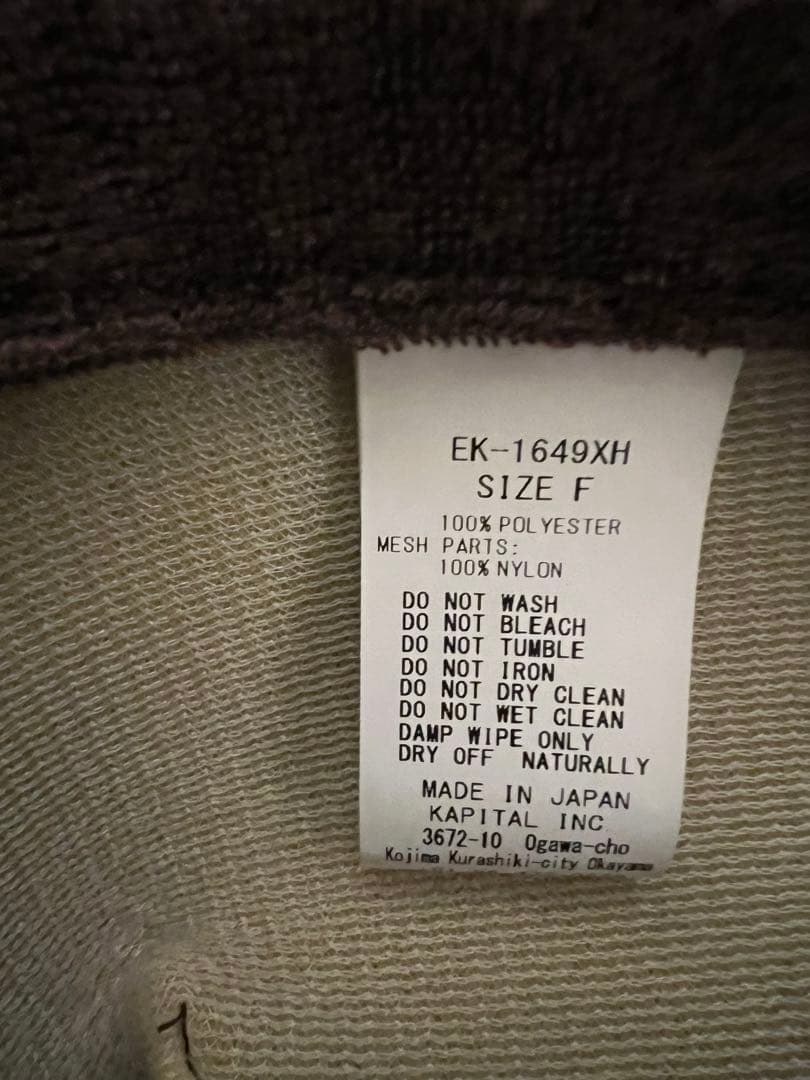 EK-1649XH
SIZE F
100% POLYESTER
MESH PARTS:
100% NYLON
DO NOT WASH
DO NOT BLEACH
DO NOT TUMBLE
DO NOT IRON
DO NOT DRY CLEAN
DO NOT WET CLEAN
DAMP WIPE ONLY
DRY OFF NATURALLY
MADE IN JAPAN
KAPITAL INC
3672-10 Ogawa-cho
Kojima Kurashiki-city Okayama